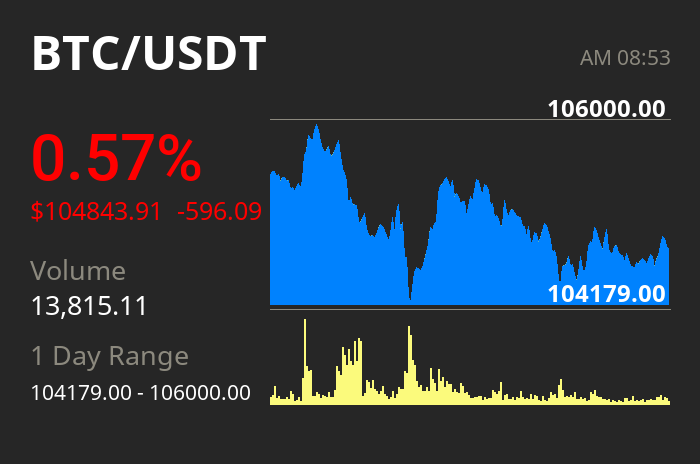 BTC/USDT
AM 08:53
106000.00
0.57%
$104843.91 -596.09
Volume
13,815.11
104179.00
1 Day Range
104179.00 - 106000.00